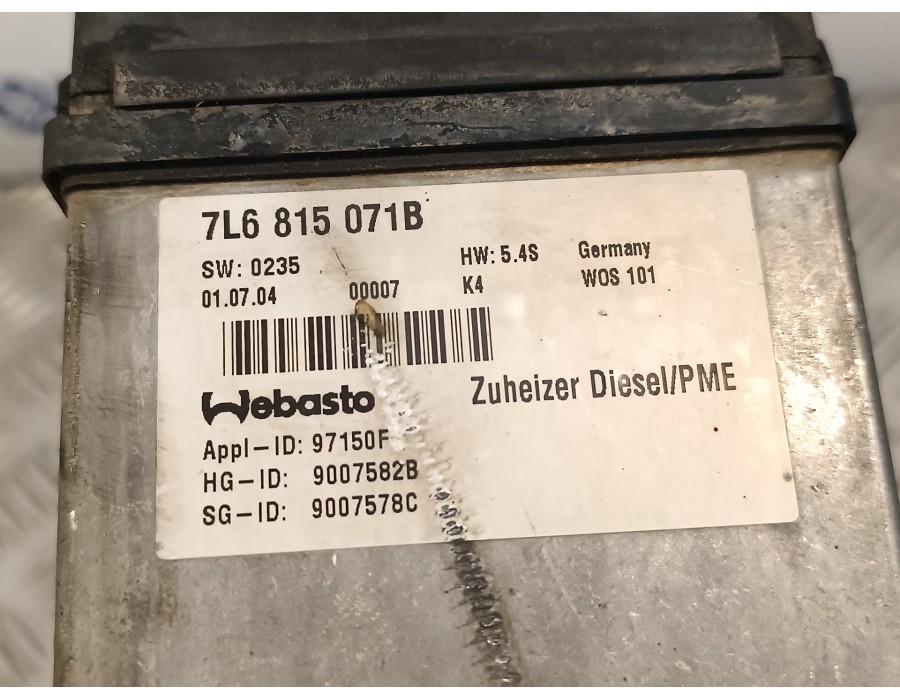 7L6 815 071B
SW: 0235 HW: 5.4S Germany
01.07.04 00007 K4 WOS 101
Webasto Zuheizer Diesel/PME
Appl-ID: 97150F
HG-ID: 9007582B
SG-ID: 9007578C